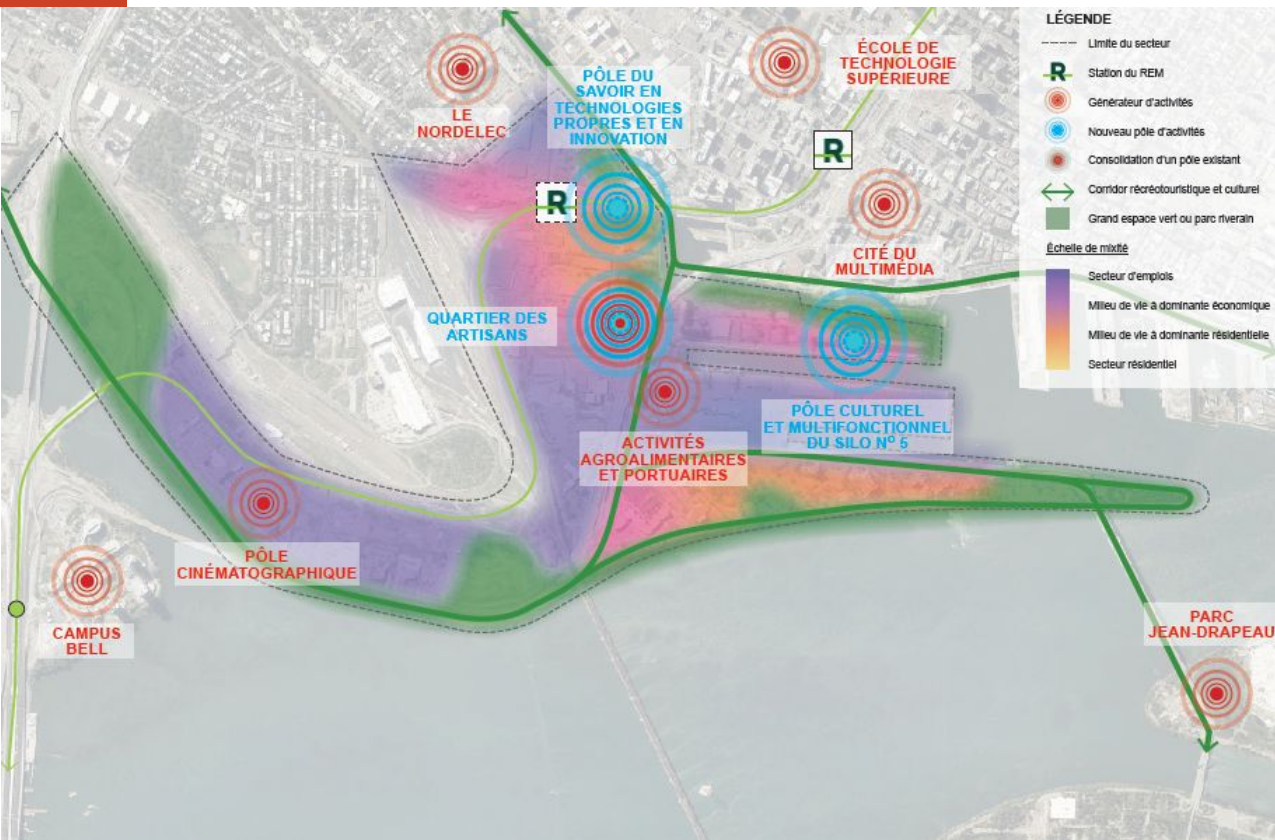 LE
NORDELEC
PÔLE DU
SAVOIR EN
TECHNOLOGIES
PROPRES ET EN
INNOVATION
ÉCOLE DE
TECHNOLOGIE
SUPÉRIEURE
R
R
CITÉ DU
MULTIMÉDIA
QUARTIER DES
ARTISANS
PÔLE CULTUREL
ET MULTIFONCTIONNEL
DU SILO Nº 5
ACTIVITÉS
AGROALIMENTAIRES
ET PORTUAIRES
PÔLE
CINÉMATOGRAPHIQUE
CAMPUS
BELL
PARC
JEAN-DRAPEAU
LÉGENDE
Limite du secteur
R Station du REM
Générateur d'activités
Nouveau pôle d'activités
Consolidation d'un pôle existant
Corridor récréotouristique et culturel
Grand espace vert ou parc riverain
Échelle de mixité
Secteur d'emplois
Milieu de vie à dominante économique
Milieu de vie à dominante résidentielle
Secteur résidentiel